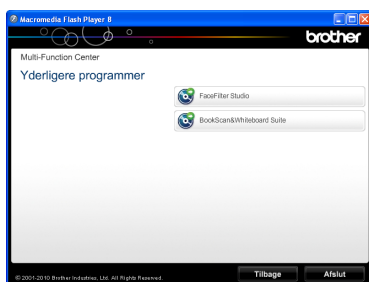 Macromedia Flash Player 8
brother
Multi-Function Center
Yderligere programmer
FaceFilter Studio
BookScan&Whiteboard Suite
© 2001-2010 Brother Industries, Ltd. All Rights Reserved.
Tilbage
Afslut